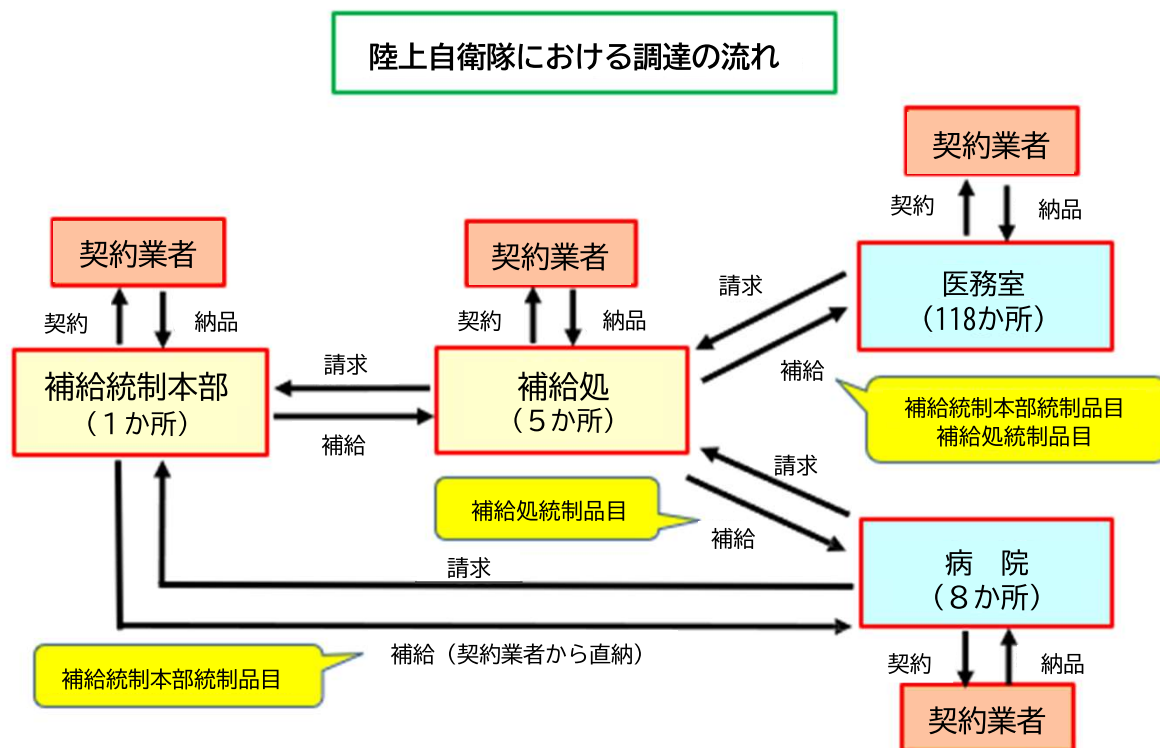 陸上自衛隊における調達の流れ
契約業者
契約
納品
医務室
（118か所）
契約業者
契約
納品
補給統制本部
（１か所）
請求
補給
契約業者
契約
納品
補給処
（５か所）
請求
補給
補給統制本部統制品目
補給処統制品目
請求
補給
補給処統制品目
病　院
（８か所）
契約
納品
契約業者
請求
補給（契約業者から直納）
補給統制本部統制品目